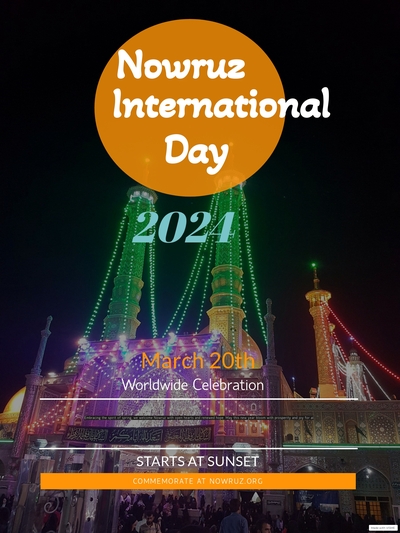 Nowruz
International
Day
2024
March 20th
Worldwide Celebration
STARTS AT SUNSET
COMMEMORATE AT NOWRUZ.ORG